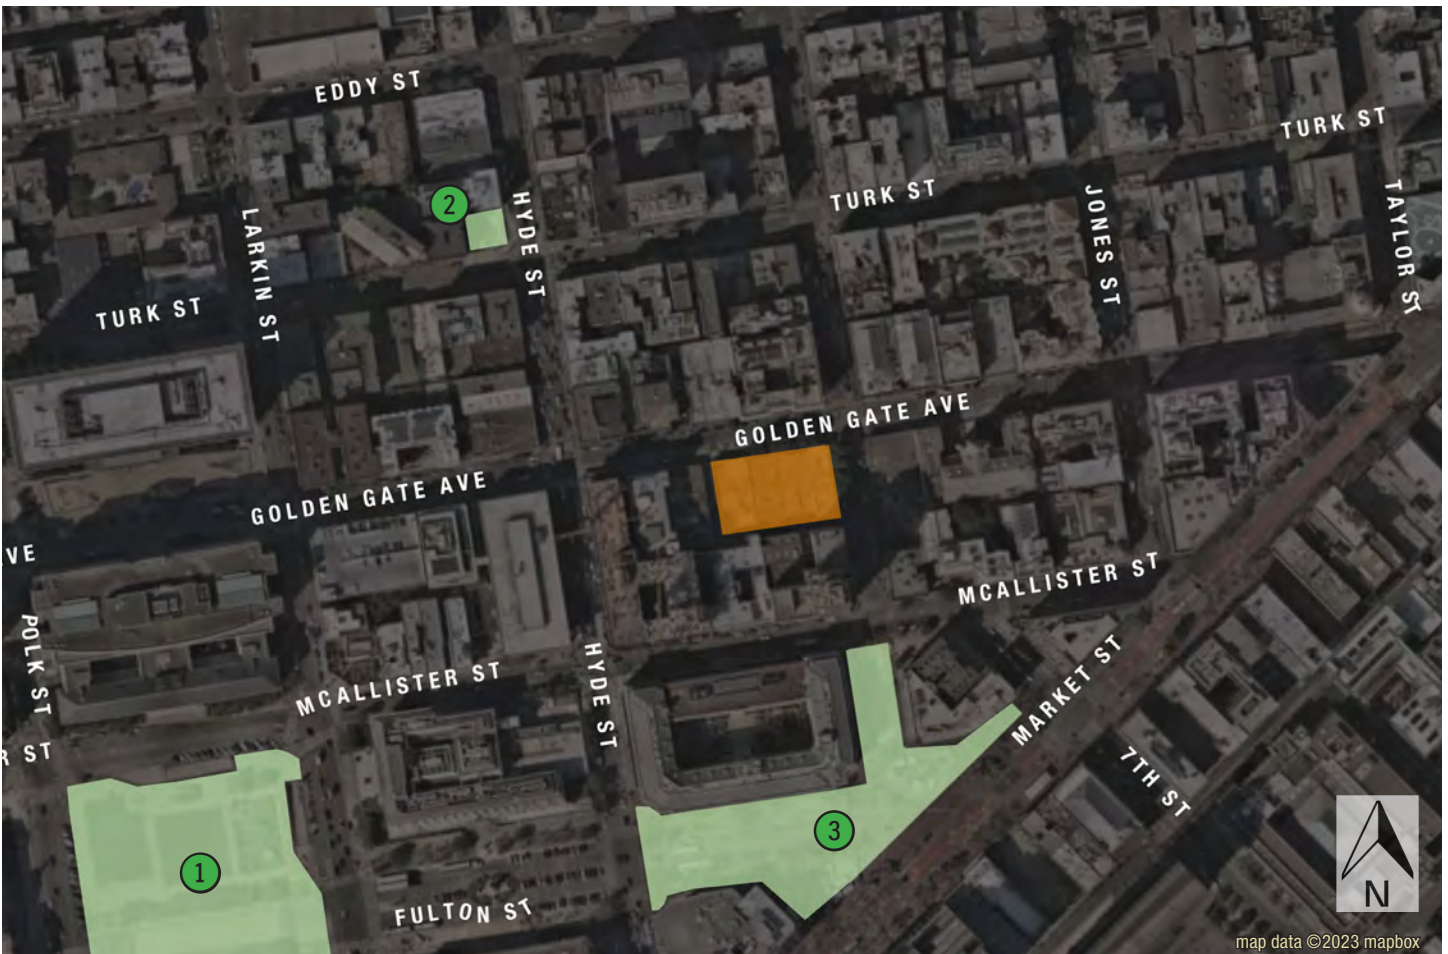 EDDY ST
TURK ST
TURK ST
2
HYDE ST
JONES ST
TAYLOR ST
LARKIN ST
TURK ST
GOLDEN GATE AVE
GOLDEN GATE AVE
VE
MCALLISTER ST
POLK ST
HYDE ST
MARKET ST
MCALLISTER ST
R ST
7TH ST
3
1
FULTON ST
N
map data ©2023 mapbox